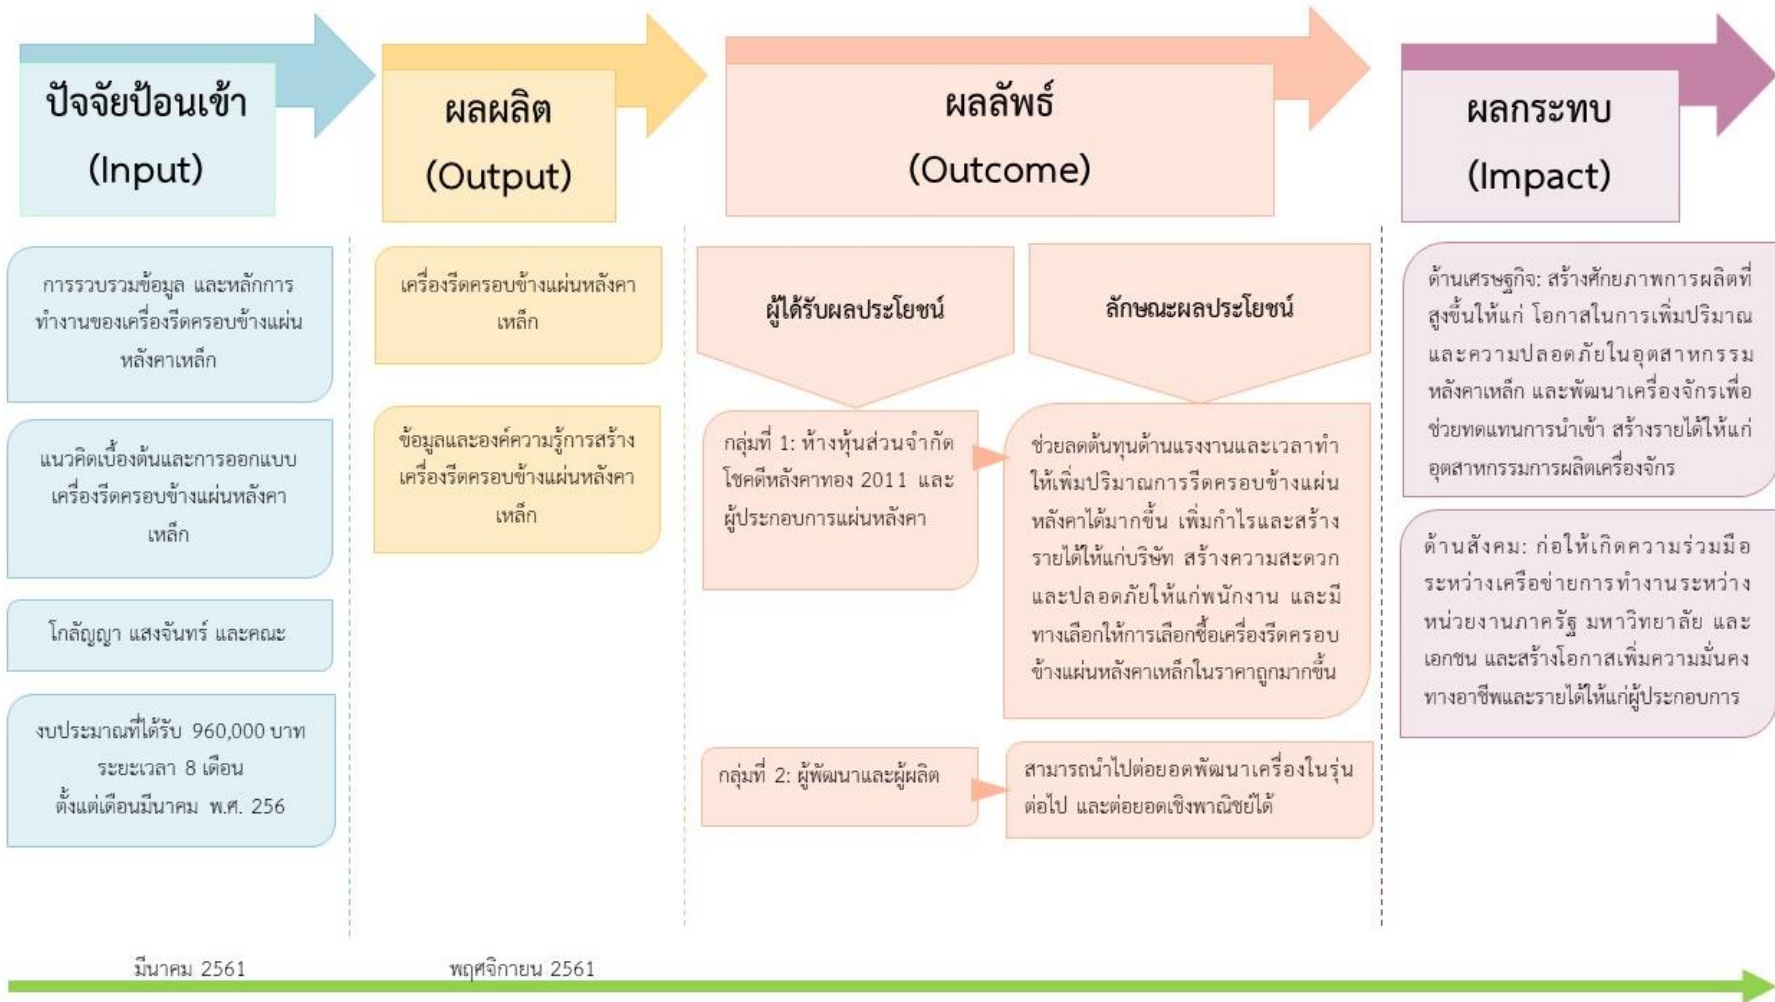 ปัจจัยป้อนเข้า
(Input)
การรวบรวมข้อมูล และหลักการ
ทำงานของเครื่องรีดครอบข้างแผ่น
หลังคาเหล็ก
แนวคิดเบื้องต้นและการออกแบบ
เครื่องรีดครอบข้างแผ่นหลังคา
เหล็ก
โกลัญญา แสงจันทร์ และคณะ
งบประมาณที่ได้รับ 960,000 บาท
ระยะเวลา 8 เดือน
ตั้งแต่เดือนมีนาคม พ.ศ. 256
ผลผลิต
(Output)
เครื่องรีดครอบข้างแผ่นหลังคา
เหล็ก
ข้อมูลและองค์ความรู้การสร้าง
เครื่องรีดครอบข้างแผ่นหลังคา
เหล็ก
ผลลัพธ์
(Outcome)
ผู้ได้รับผลประโยชน์
ลักษณะผลประโยชน์
กลุ่มที่ 1: ห้างหุ้นส่วนจำกัด
โชคดีหลังคาทอง 2011 และ
ผู้ประกอบการแผ่นหลังคา
ช่วยลดต้นทุนด้านแรงงานและเวลาทำ
ให้เพิ่มปริมาณการรีดครอบข้างแผ่น
หลังคาได้มากขึ้น เพิ่มกำไรและสร้าง
รายได้ให้แก่บริษัท สร้างความสะดวก
และปลอดภัยให้แก่พนักงาน และมี
ทางเลือกให้การเลือกซื้อเครื่องรีดครอบ
ข้างแผ่นหลังคาเหล็กในราคาถูกมากขึ้น
กลุ่มที่ 2: ผู้พัฒนาและผู้ผลิต
สามารถนำไปต่อยอดพัฒนาเครื่องในรุ่น
ต่อไป และต่อยอดเชิงพาณิชย์ได้
ผลกระทบ
(Impact)
ด้านเศรษฐกิจ: สร้างศักยภาพการผลิตที่
สูงขึ้นให้แก่ โอกาสในการเพิ่มปริมาณ
และความปลอดภัยในอุตสาหกรรม
หลังคาเหล็ก และพัฒนาเครื่องจักรเพื่อ
ช่วยทดแทนการนำเข้า สร้างรายได้ให้แก่
อุตสาหกรรมการผลิตเครื่องจักร
ด้านสังคม: ก่อให้เกิดความร่วมมือ
ระหว่างเครือข่ายการทำงานระหว่าง
หน่วยงานภาครัฐ มหาวิทยาลัย และ
เอกชน และสร้างโอกาสเพิ่มความมั่นคง
ทางอาชีพและรายได้ให้แก่ผู้ประกอบการ
มีนาคม 2561
พฤศจิกายน 2561